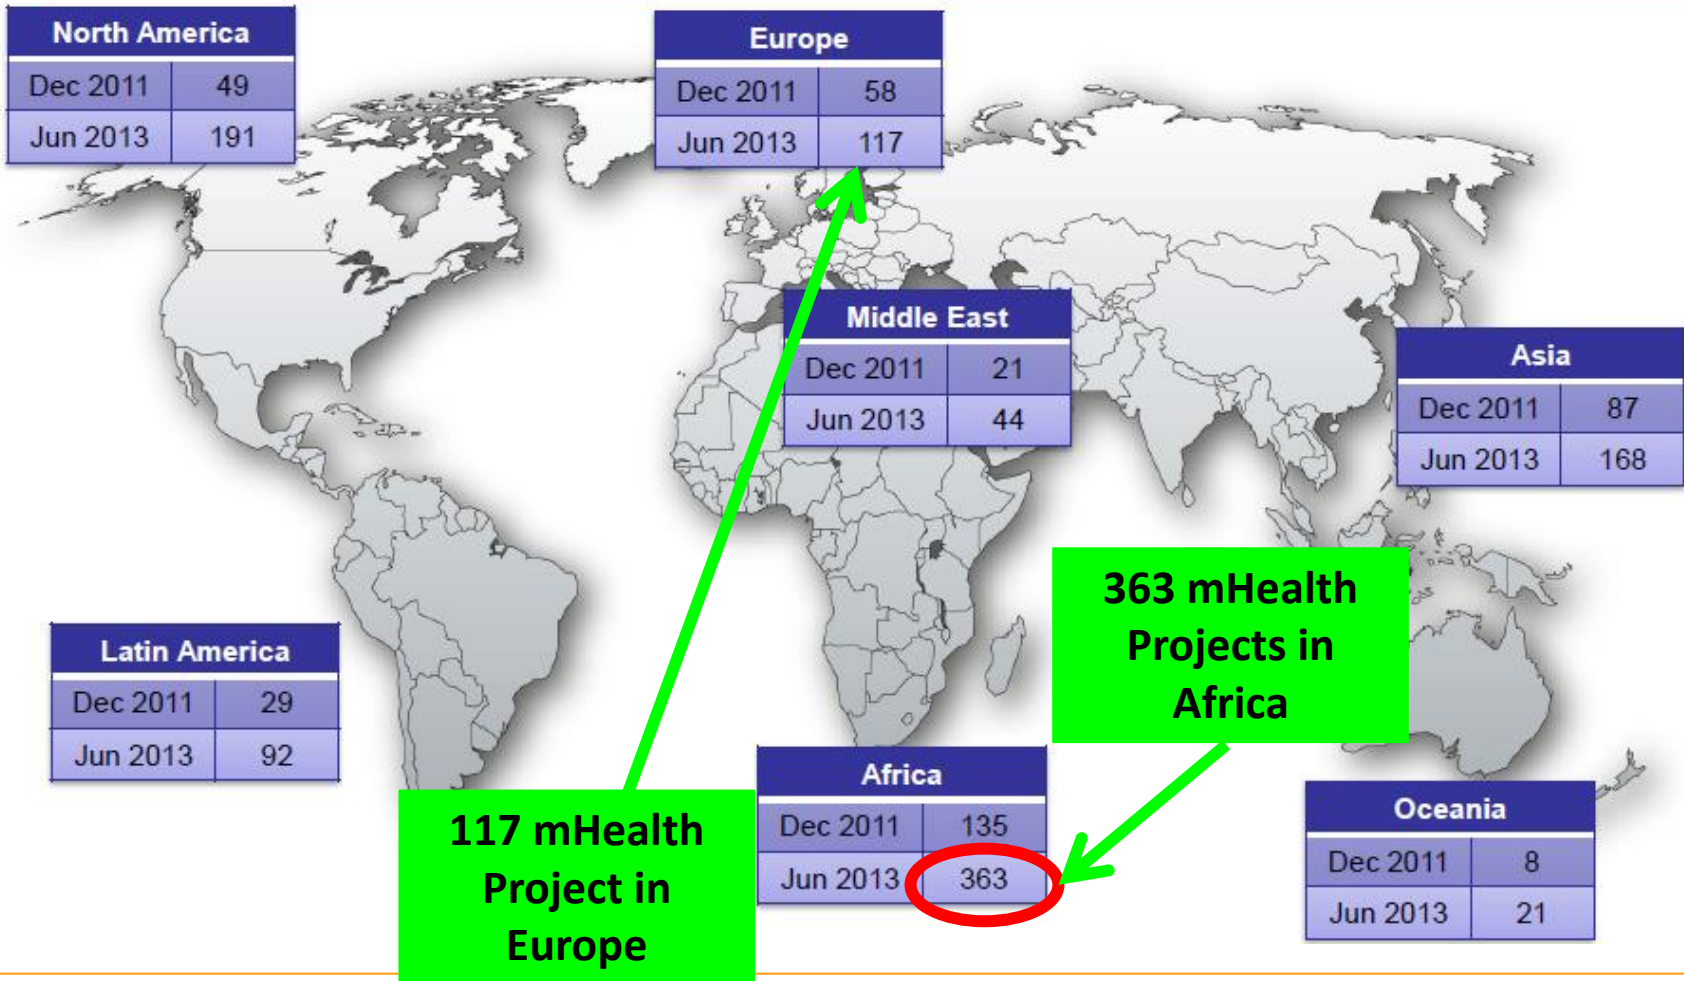 North America
Dec 2011 49
Jun 2013 191
Europe
Dec 2011 58
Jun 2013 117
Middle East
Dec 2011 21
Jun 2013 44
Asia
Dec 2011 87
Jun 2013 168
363 mHealth
Projects in
Africa
Latin America
Dec 2011 29
Jun 2013 92
117 mHealth
Project in
Europe
Africa
Dec 2011 135
Jun 2013 363
Oceania
Dec 2011 8
Jun 2013 21